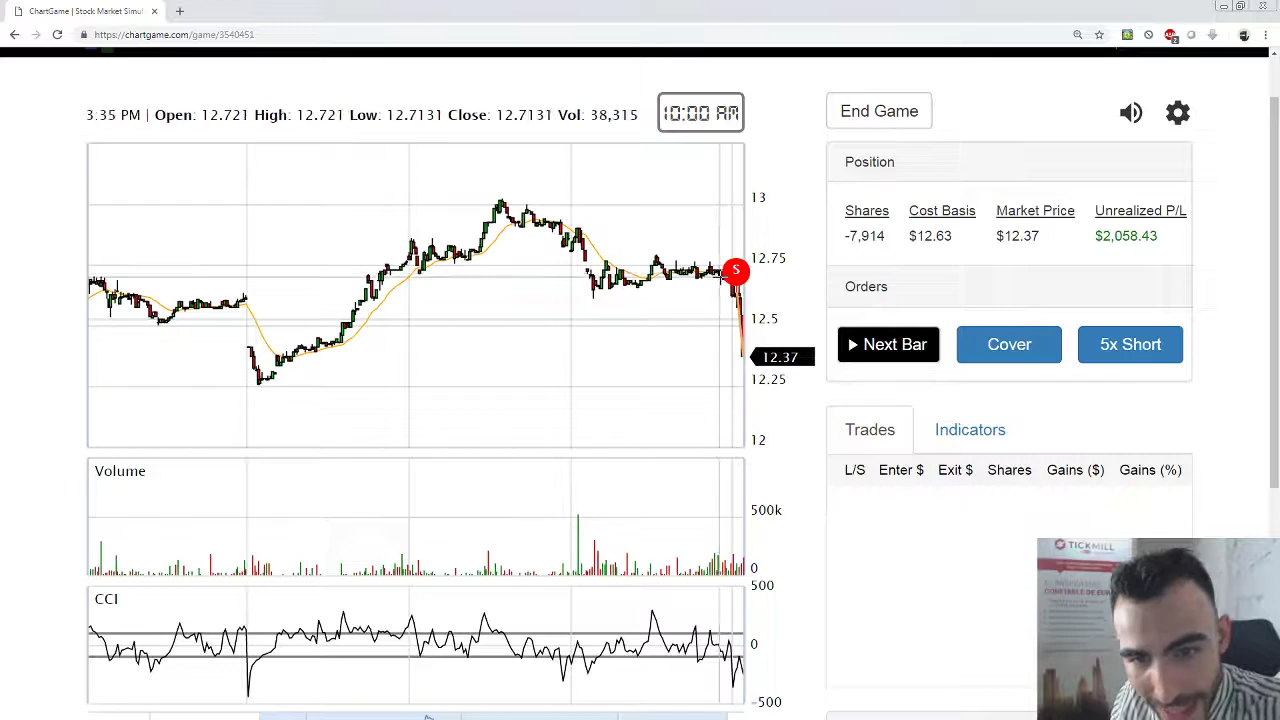 ChartGame | Stock Market Simul
https://chartgame.com/game/3540451
3:35 PM | Open: 12.721 High: 12.721 Low: 12.7131 Close: 12.7131 Vol: 38,315
10:00 AM
End Game
Position
Shares Cost Basis Market Price Unrealized P/L
-7,914 $12.63 $12.37 $2,058.43
Orders
Next Bar
Cover
5x Short
Trades
Indicators
L/S Enter $ Exit $ Shares Gains ($) Gains (%)
13
12.75
S
12.5
12.37
12.25
12
Volume
500k
0
CCI
500
0
-500
TICKMILL